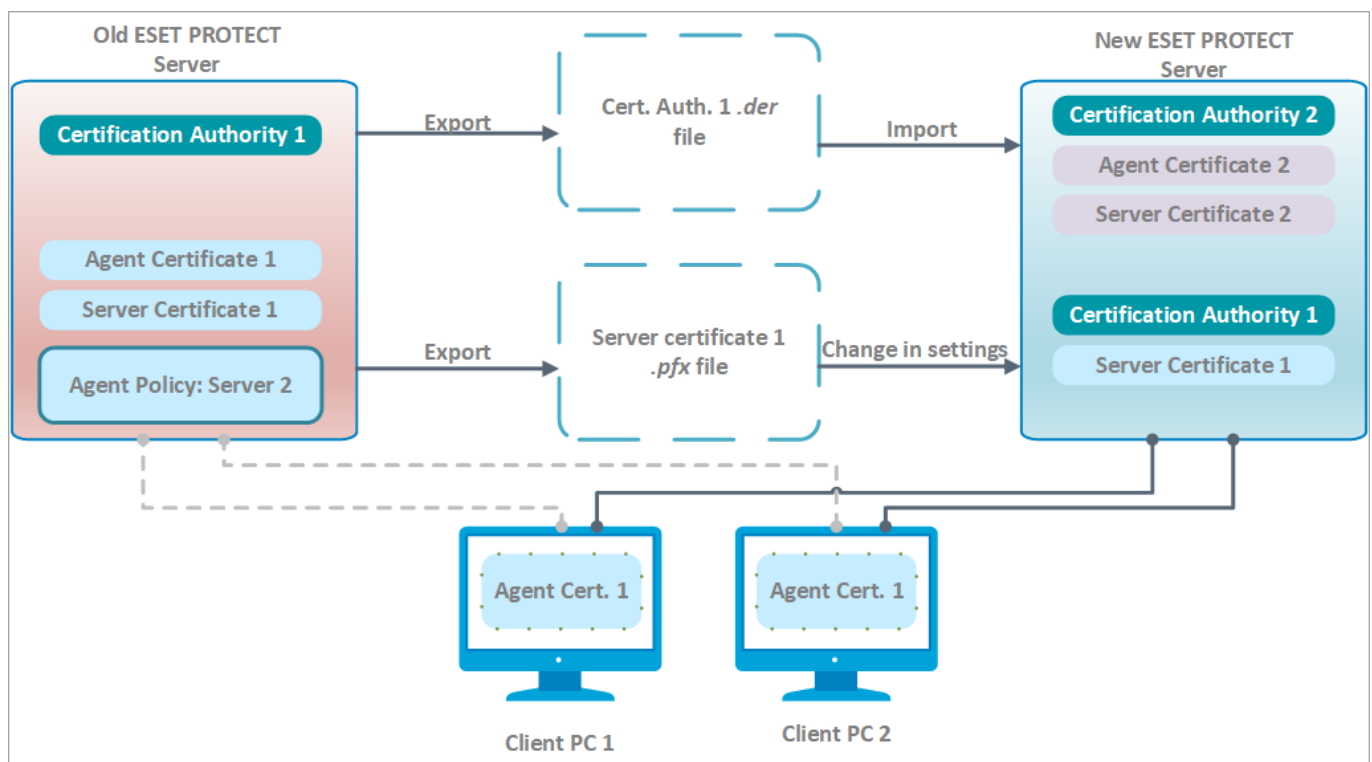 Old ESET PROTECT
Server
Certification Authority 1
Agent Certificate 1
Server Certificate 1
Agent Policy: Server 2
Export
Cert. Auth. 1 .der
file
Import
Export
Server certificate 1
.pfx file
Change in settings
New ESET PROTECT
Server
Certification Authority 2
Agent Certificate 2
Server Certificate 2
Certification Authority 1
Server Certificate 1
Agent Cert. 1
Client PC 1
Agent Cert. 1
Client PC 2